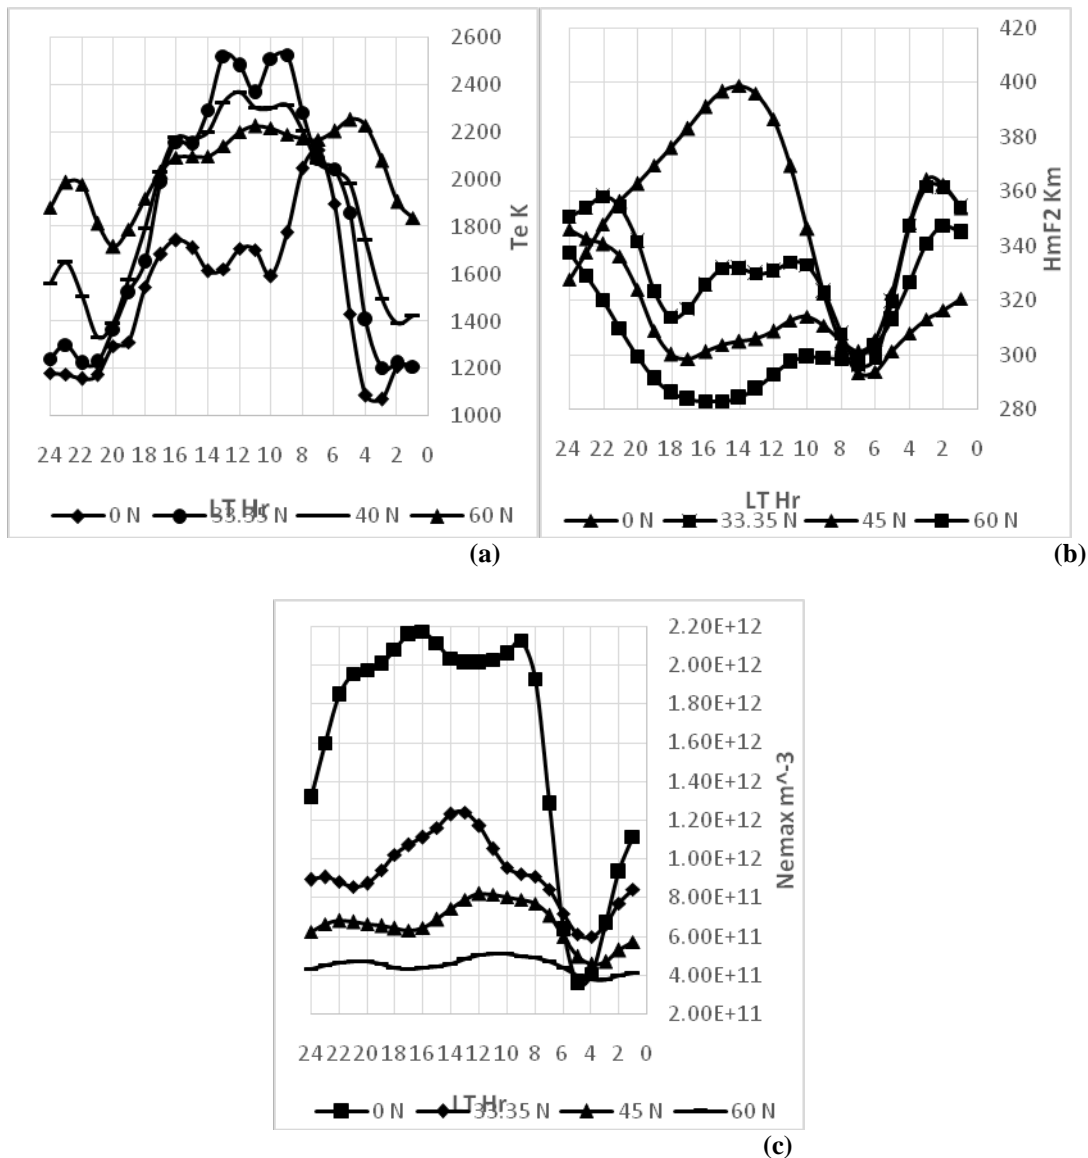 2600
2400
2200
2000
1800
1600
1400
1200
1000
Te K
24 22 20 18 16 14 12 10 8 6 4 2 0
LT Hr
0 N 33.35 N 40 N 60 N
(a)
420
400
380
360
340
320
300
280
HmF2 Km
24 22 20 18 16 14 12 10 8 6 4 2 0
LT Hr
0 N 33.35 N 45 N 60 N
(b)
2.20E+12
2.00E+12
1.80E+12
1.60E+12
1.40E+12
1.20E+12
1.00E+12
8.00E+11
6.00E+11
4.00E+11
2.00E+11
Nemax m^-3
24 22 20 18 16 14 12 10 8 6 4 2 0
LT Hr
0 N 33.35 N 45 N 60 N
(c)